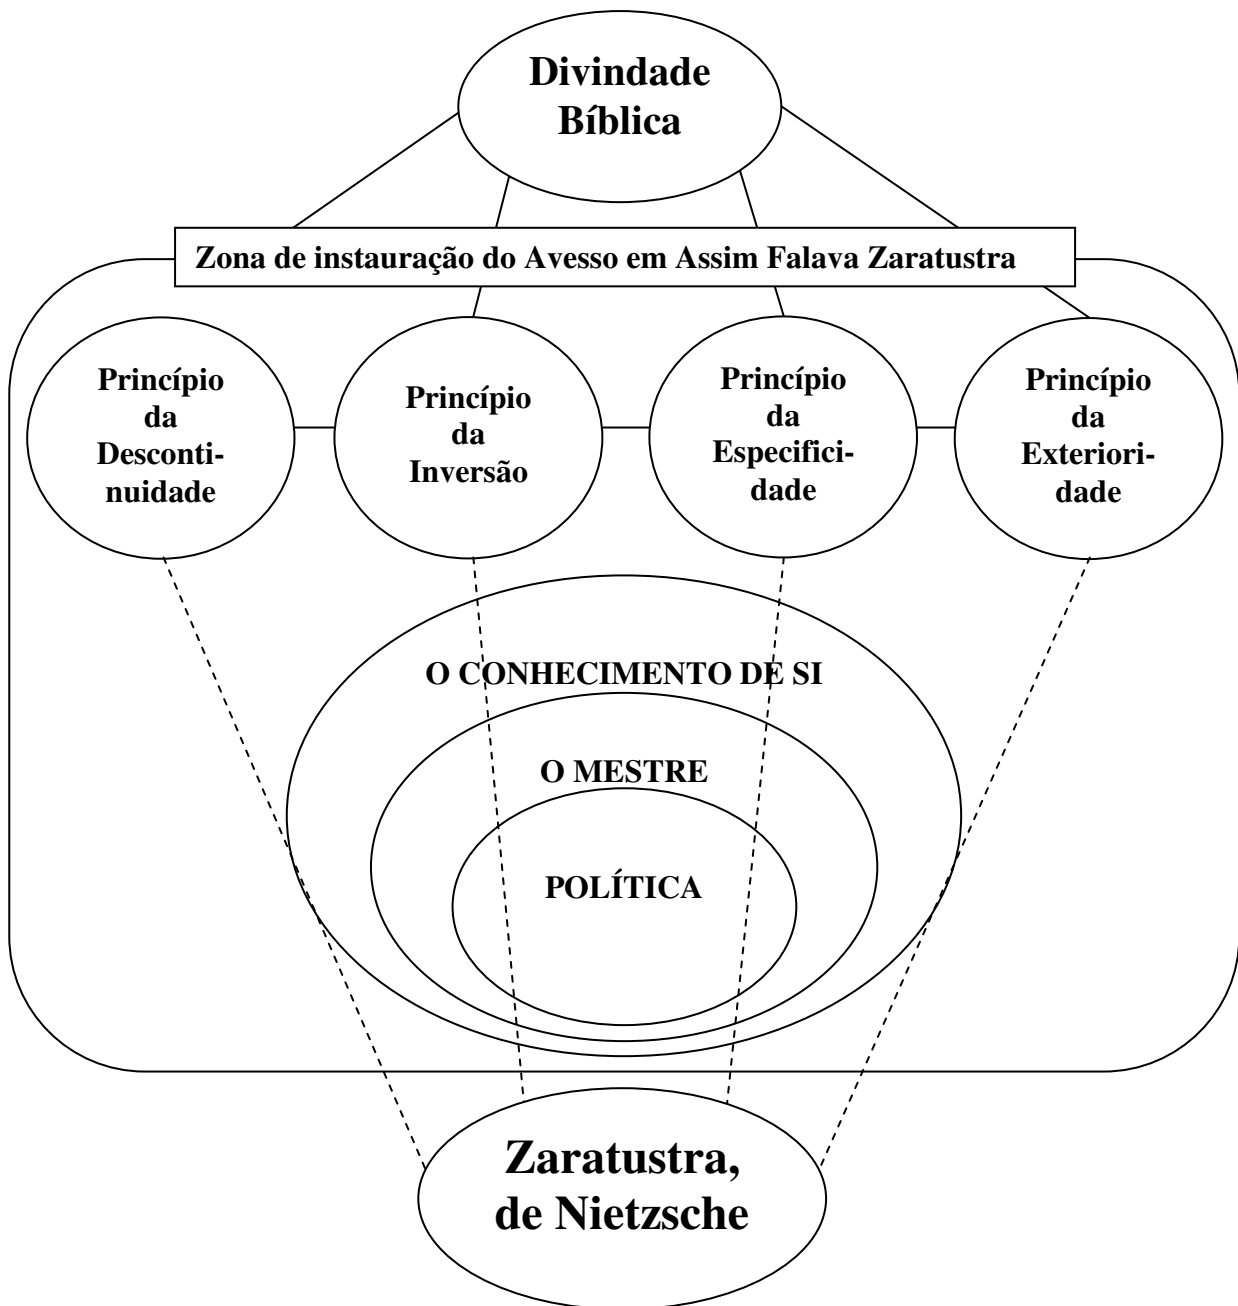 Divindade
Bíblica
Zona de instauração do Avesso em Assim Falava Zaratustra
Princípio
da
Desconti-
nuidade
Princípio
da
Inversão
Princípio
da
Especifici-
dade
Princípio
da
Exteriori-
dade
O CONHECIMENTO DE SI
O MESTRE
POLÍTICA
Zaratustra,
de Nietzsche